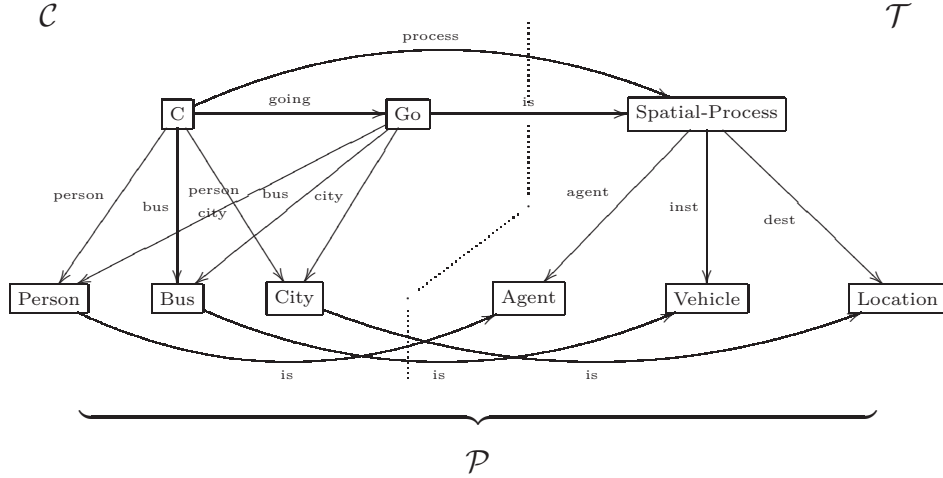 𝒞 𝒯
process
C going Go is Spatial-Process
person bus person city bus city agent inst dest
Person Bus City Agent Vehicle Location
is is is
𝒫